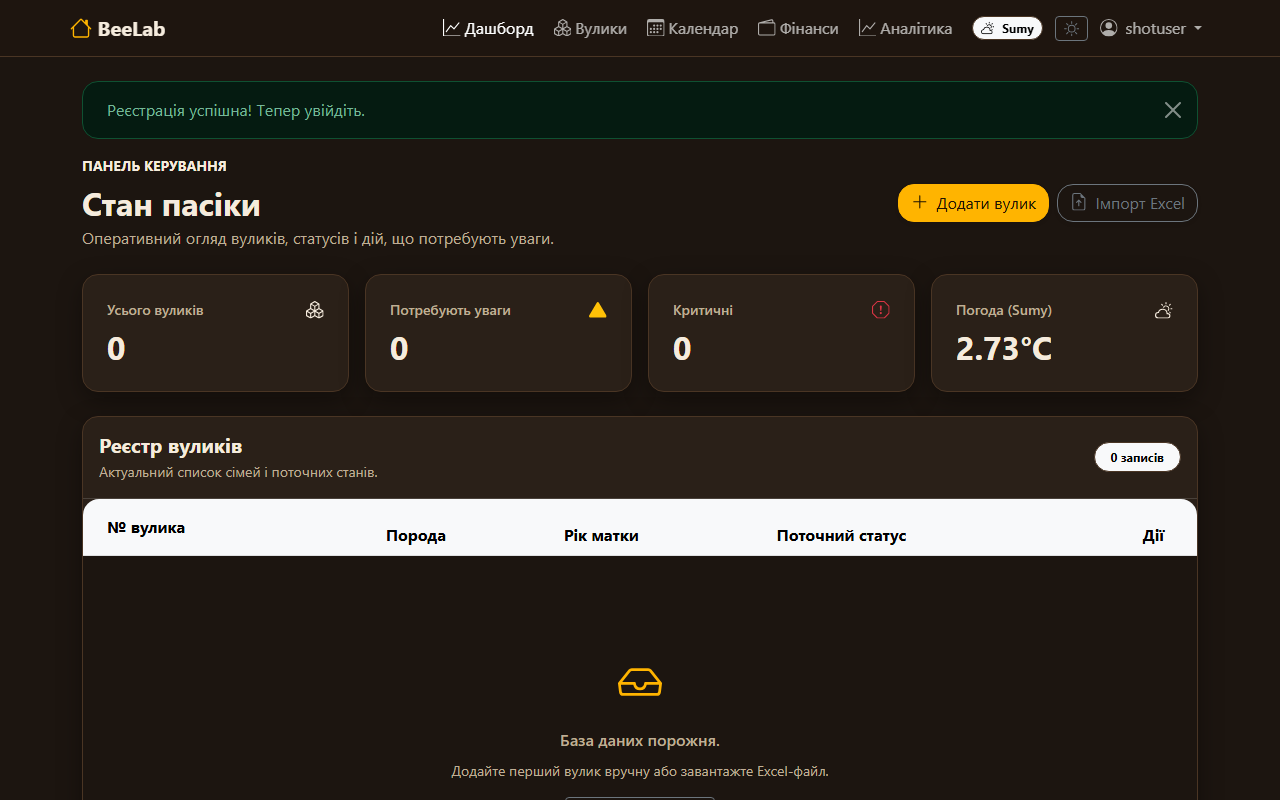 BeeLab
Дашборд Вулики Календар Фінанси Аналітика Sumy shotuser
Реєстрація успішна! Тепер увійдіть.
ПАНЕЛЬ КЕРУВАННЯ
Стан пасіки
Оперативний огляд вуликів, статусів і дій, що потребують уваги.
Додати вулик
Імпорт Excel
Усього вуликів
0
Потребують уваги
0
Критичні
0
Погода (Sumy)
2.73°C
Реєстр вуликів
Актуальний список сімей і поточних станів.
0 записів
№ вулика Порода Рік матки Поточний статус Дії
База даних порожня.
Додайте перший вулик вручну або завантажте Excel-файл.